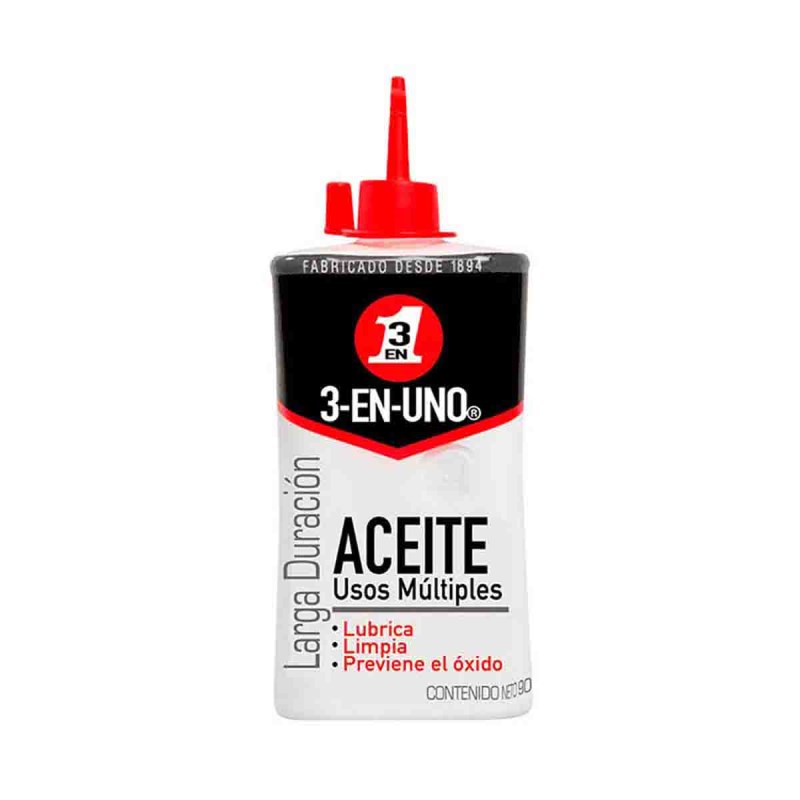 FABRICADO DESDE 1894
3
EN
1
3-EN-UNO®
Larga Duración
ACEITE
Usos Múltiples
• Lubrica
• Limpia
• Previene el óxido
CONTENIDO NETO 90